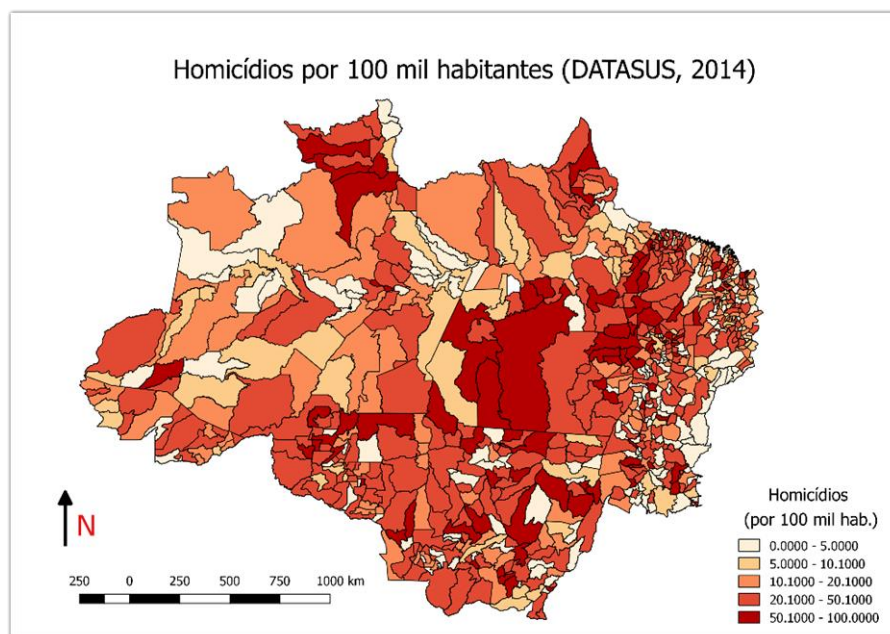 Homicídios por 100 mil habitantes (DATASUS, 2014)
N
250 0 250 500 750 1000 km
Homicídios
(por 100 mil hab.)
0.0000 - 5.0000
5.0000 - 10.1000
10.1000 - 20.1000
20.1000 - 50.1000
50.1000 - 100.0000